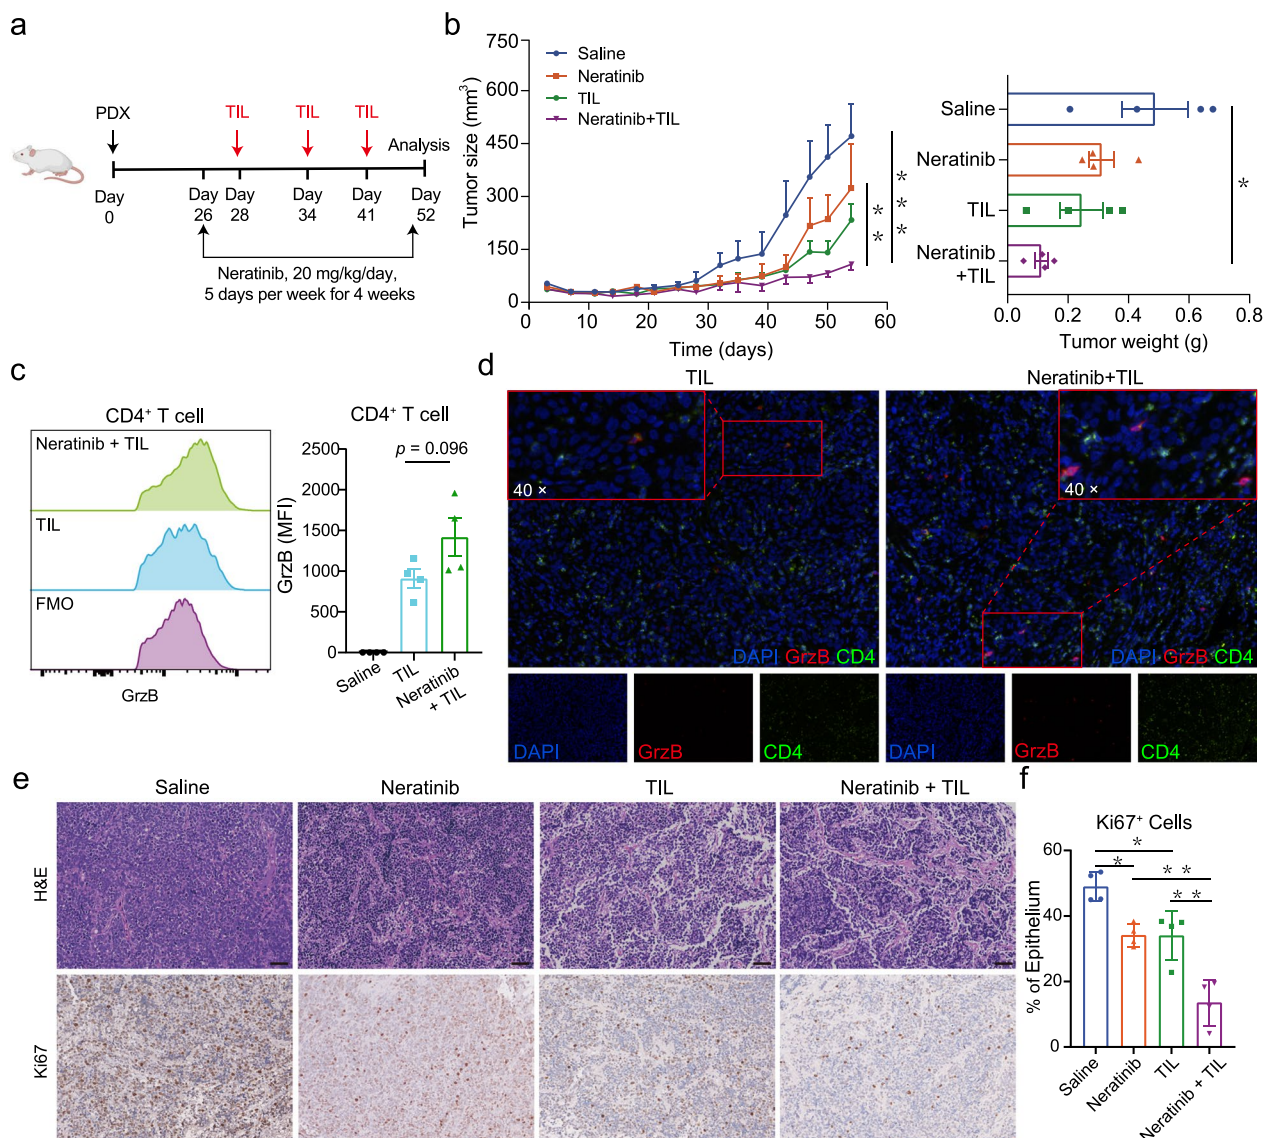 a
PDX
TIL TIL TIL
Analysis
Day 0
Day 26
Day 28
Day 34
Day 41
Day 52
Neratinib, 20 mg/kg/day,
5 days per week for 4 weeks
b
Tumor size (mm³)
750
600
450
300
150
0
Saline
Neratinib
TIL
Neratinib+TIL
* *
* * *
0 10 20 30 40 50 60
Time (days)
Saline
Neratinib
TIL
Neratinib
+TIL
*
0.0 0.2 0.4 0.6 0.8
Tumor weight (g)
c
CD4⁺ T cell
Neratinib + TIL
TIL
FMO
GrzB
CD4⁺ T cell
p = 0.096
GrzB (MFI)
2500
2000
1500
1000
500
0
Saline
TIL
Neratinib
+ TIL
d
TIL
40 ×
DAPI GrzB CD4
DAPI
GrzB
CD4
Neratinib+TIL
40 ×
DAPI GrzB CD4
DAPI
GrzB
CD4
e
Saline Neratinib TIL Neratinib + TIL
H&E
Ki67
f
Ki67⁺ Cells
% of Epithelium
60
40
20
0
*
*
* *
* *
Saline
Neratinib
TIL
Neratinib + TIL